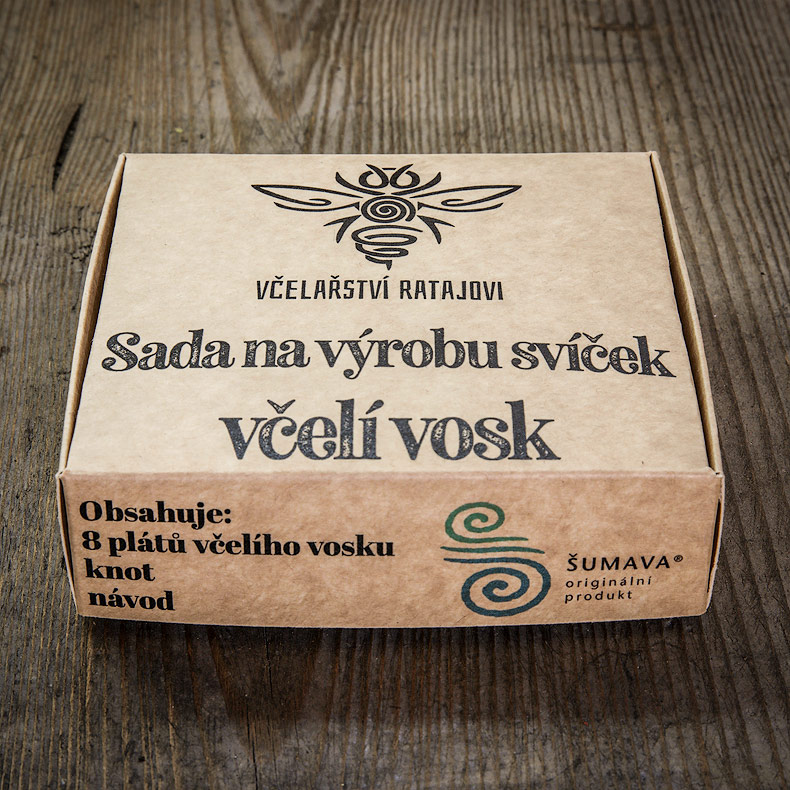 VČELAŘSTVÍ RATAJOVI
Sada na výrobu svíček
včelí vosk
Obsahuje:
8 plátů včelího vosku
knot
návod
ŠUMAVA®
originální
produkt